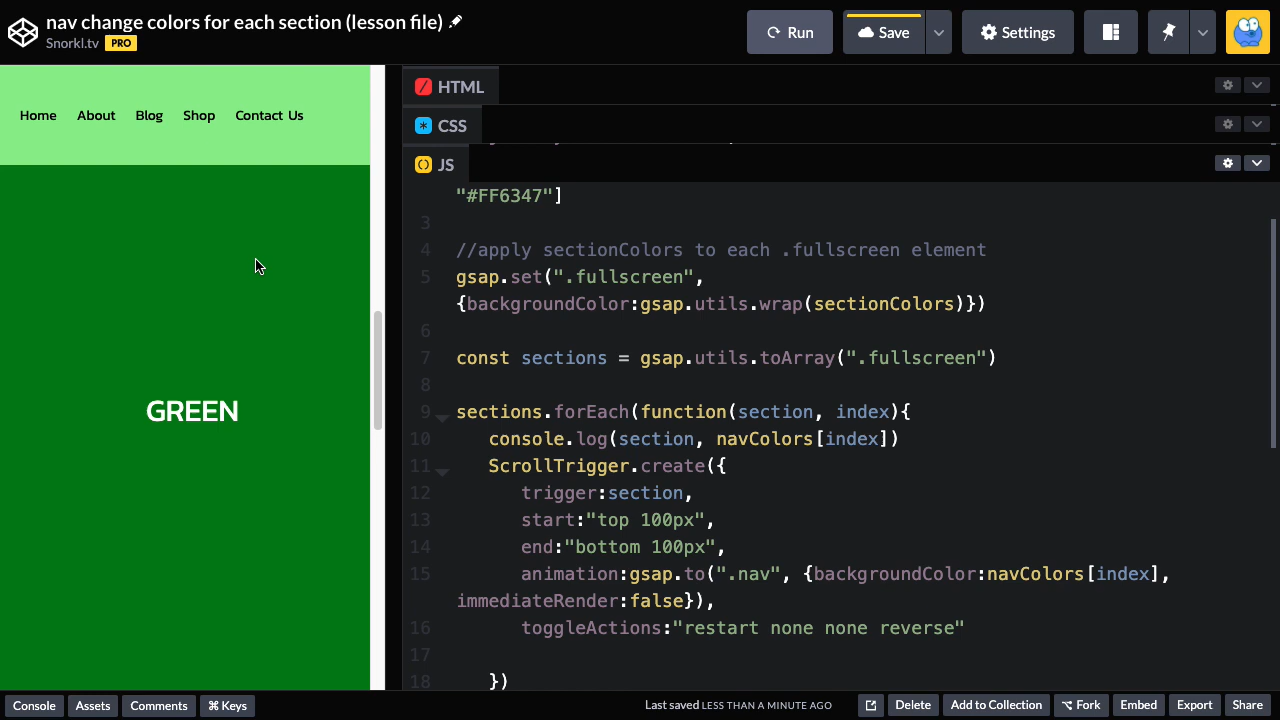 nav change colors for each section (lesson file)
Snorkl.tv PRO
Run
Save
Settings
Home About Blog Shop Contact Us
GREEN
HTML
CSS
JS
"#FF6347"]
3
4 //apply sectionColors to each .fullscreen element
5 gsap.set(".fullscreen",
{backgroundColor:gsap.utils.wrap(sectionColors)})
6
7 const sections = gsap.utils.toArray(".fullscreen")
8
9 sections.forEach(function(section, index){
10 console.log(section, navColors[index])
11 ScrollTrigger.create({
12 trigger:section,
13 start:"top 100px",
14 end:"bottom 100px",
15 animation:gsap.to(".nav", {backgroundColor:navColors[index],
immediateRender:false}),
16 toggleActions:"restart none none reverse"
17
18 })
Console Assets Comments ⌘ Keys Last saved LESS THAN A MINUTE AGO Delete Add to Collection Fork Embed Export Share